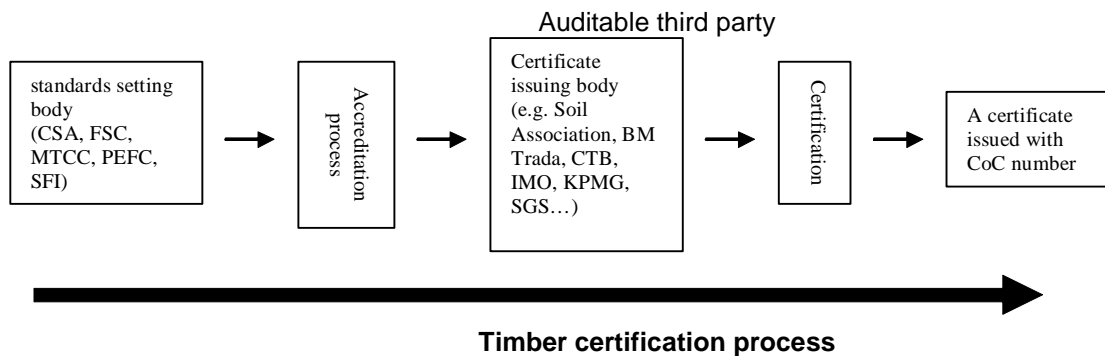 Auditable third party
standards setting
body
(CSA, FSC,
MTCC, PEFC,
SFI)
Accreditation
process
Certificate
issuing body
(e.g. Soil
Association, BM
Trada, CTB,
IMO, KPMG,
SGS…)
Certification
A certificate
issued with
CoC number
Timber certification process